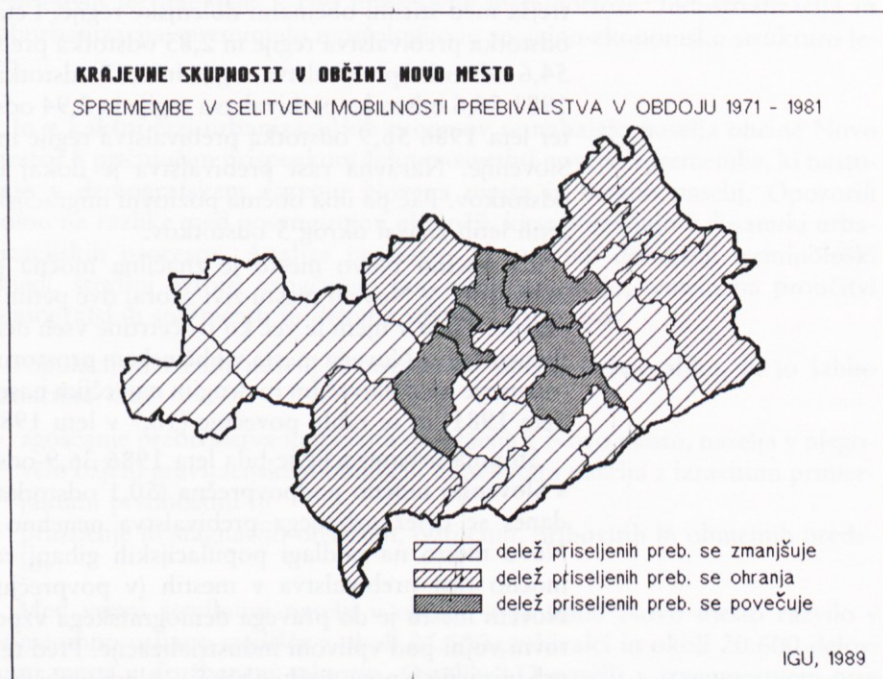 KRAJEVNE SKUPNOSTI V OBČINI NOVO MESTO
SPREMEMBE V SELITVENI MOBILNOSTI PREBIVALSTVA V OBDOJU 1971 - 1981
delež priseljenih preb. se zmanjšuje
delež priseljenih preb. se ohranja
delež priseljenih preb. se povečuje
IGU, 1989